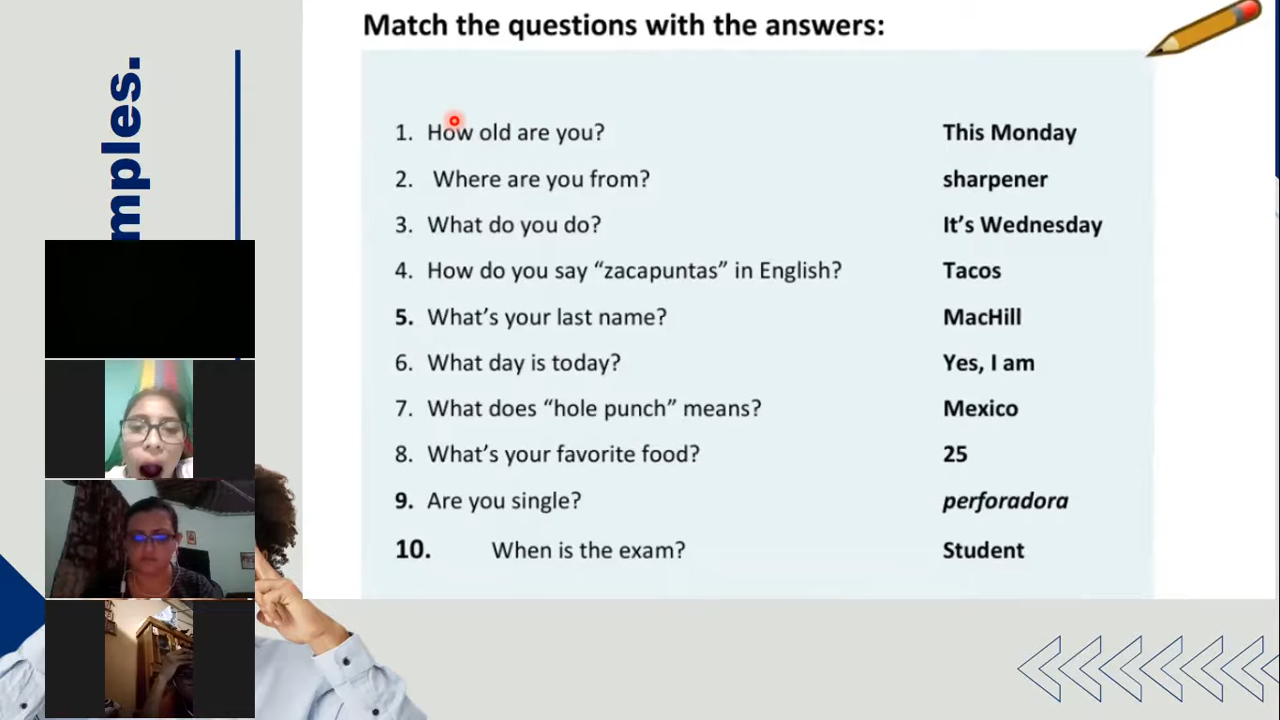 Match the questions with the answers:
mples.
1. How old are you? This Monday
2. Where are you from? sharpener
3. What do you do? It's Wednesday
4. How do you say “zacapuntas” in English? Tacos
5. What's your last name? MacHill
6. What day is today? Yes, I am
7. What does “hole punch” means? Mexico
8. What's your favorite food? 25
9. Are you single? perforadora
10. When is the exam? Student